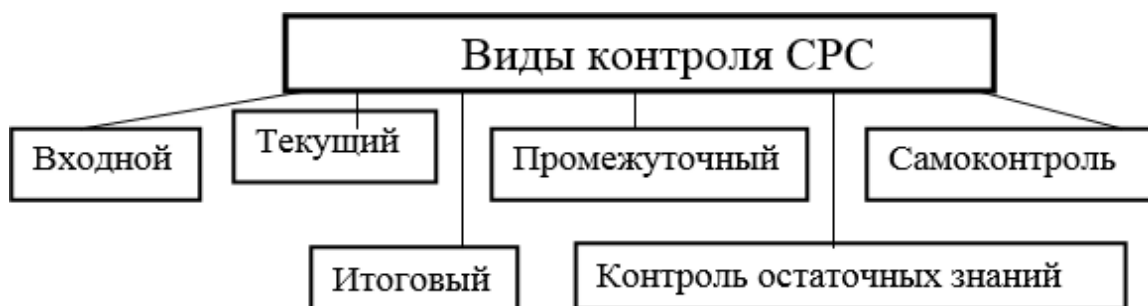 Виды контроля СРС
Входной
Текущий
Промежуточный
Самоконтроль
Итоговый
Контроль остаточных знаний